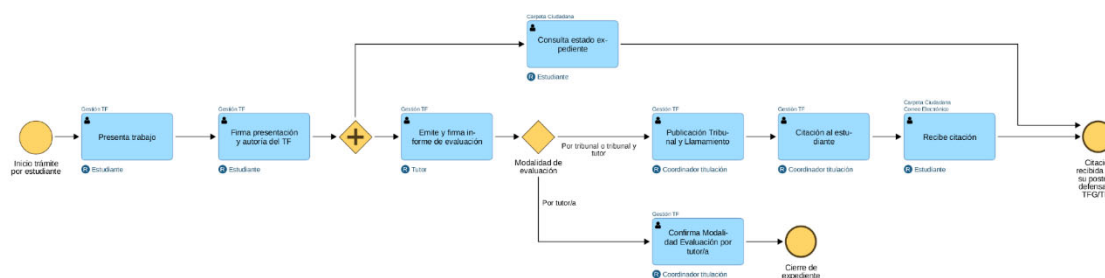 Carpeta Ciudadana
Consulta estado ex-
pediente
R Estudiante
Inicio trámite
por estudiante
Gestión TF
Presenta trabajo
R Estudiante
Gestión TF
Firma presentación
y autoría del TF
R Estudiante
Gestión TF
Emite y firma in-
forme de evaluación
R Tutor
Modalidad de
evaluación
Por tribunal o tribunal y
tutor
Gestión TF
Publicación Tribu-
nal y Llamamiento
R Coordinador titulación
Gestión TF
Citación al estu-
diante
R Coordinador titulación
Carpeta Ciudadana
Correo Electrónico
Recibe citación
R Estudiante
Citació
recibida
su poste
defensa
TFG/T
Por tutor/a
Gestión TF
Confirma Modali-
dad Evaluación por
tutor/a
R Coordinador titulación
Cierre de
expediente